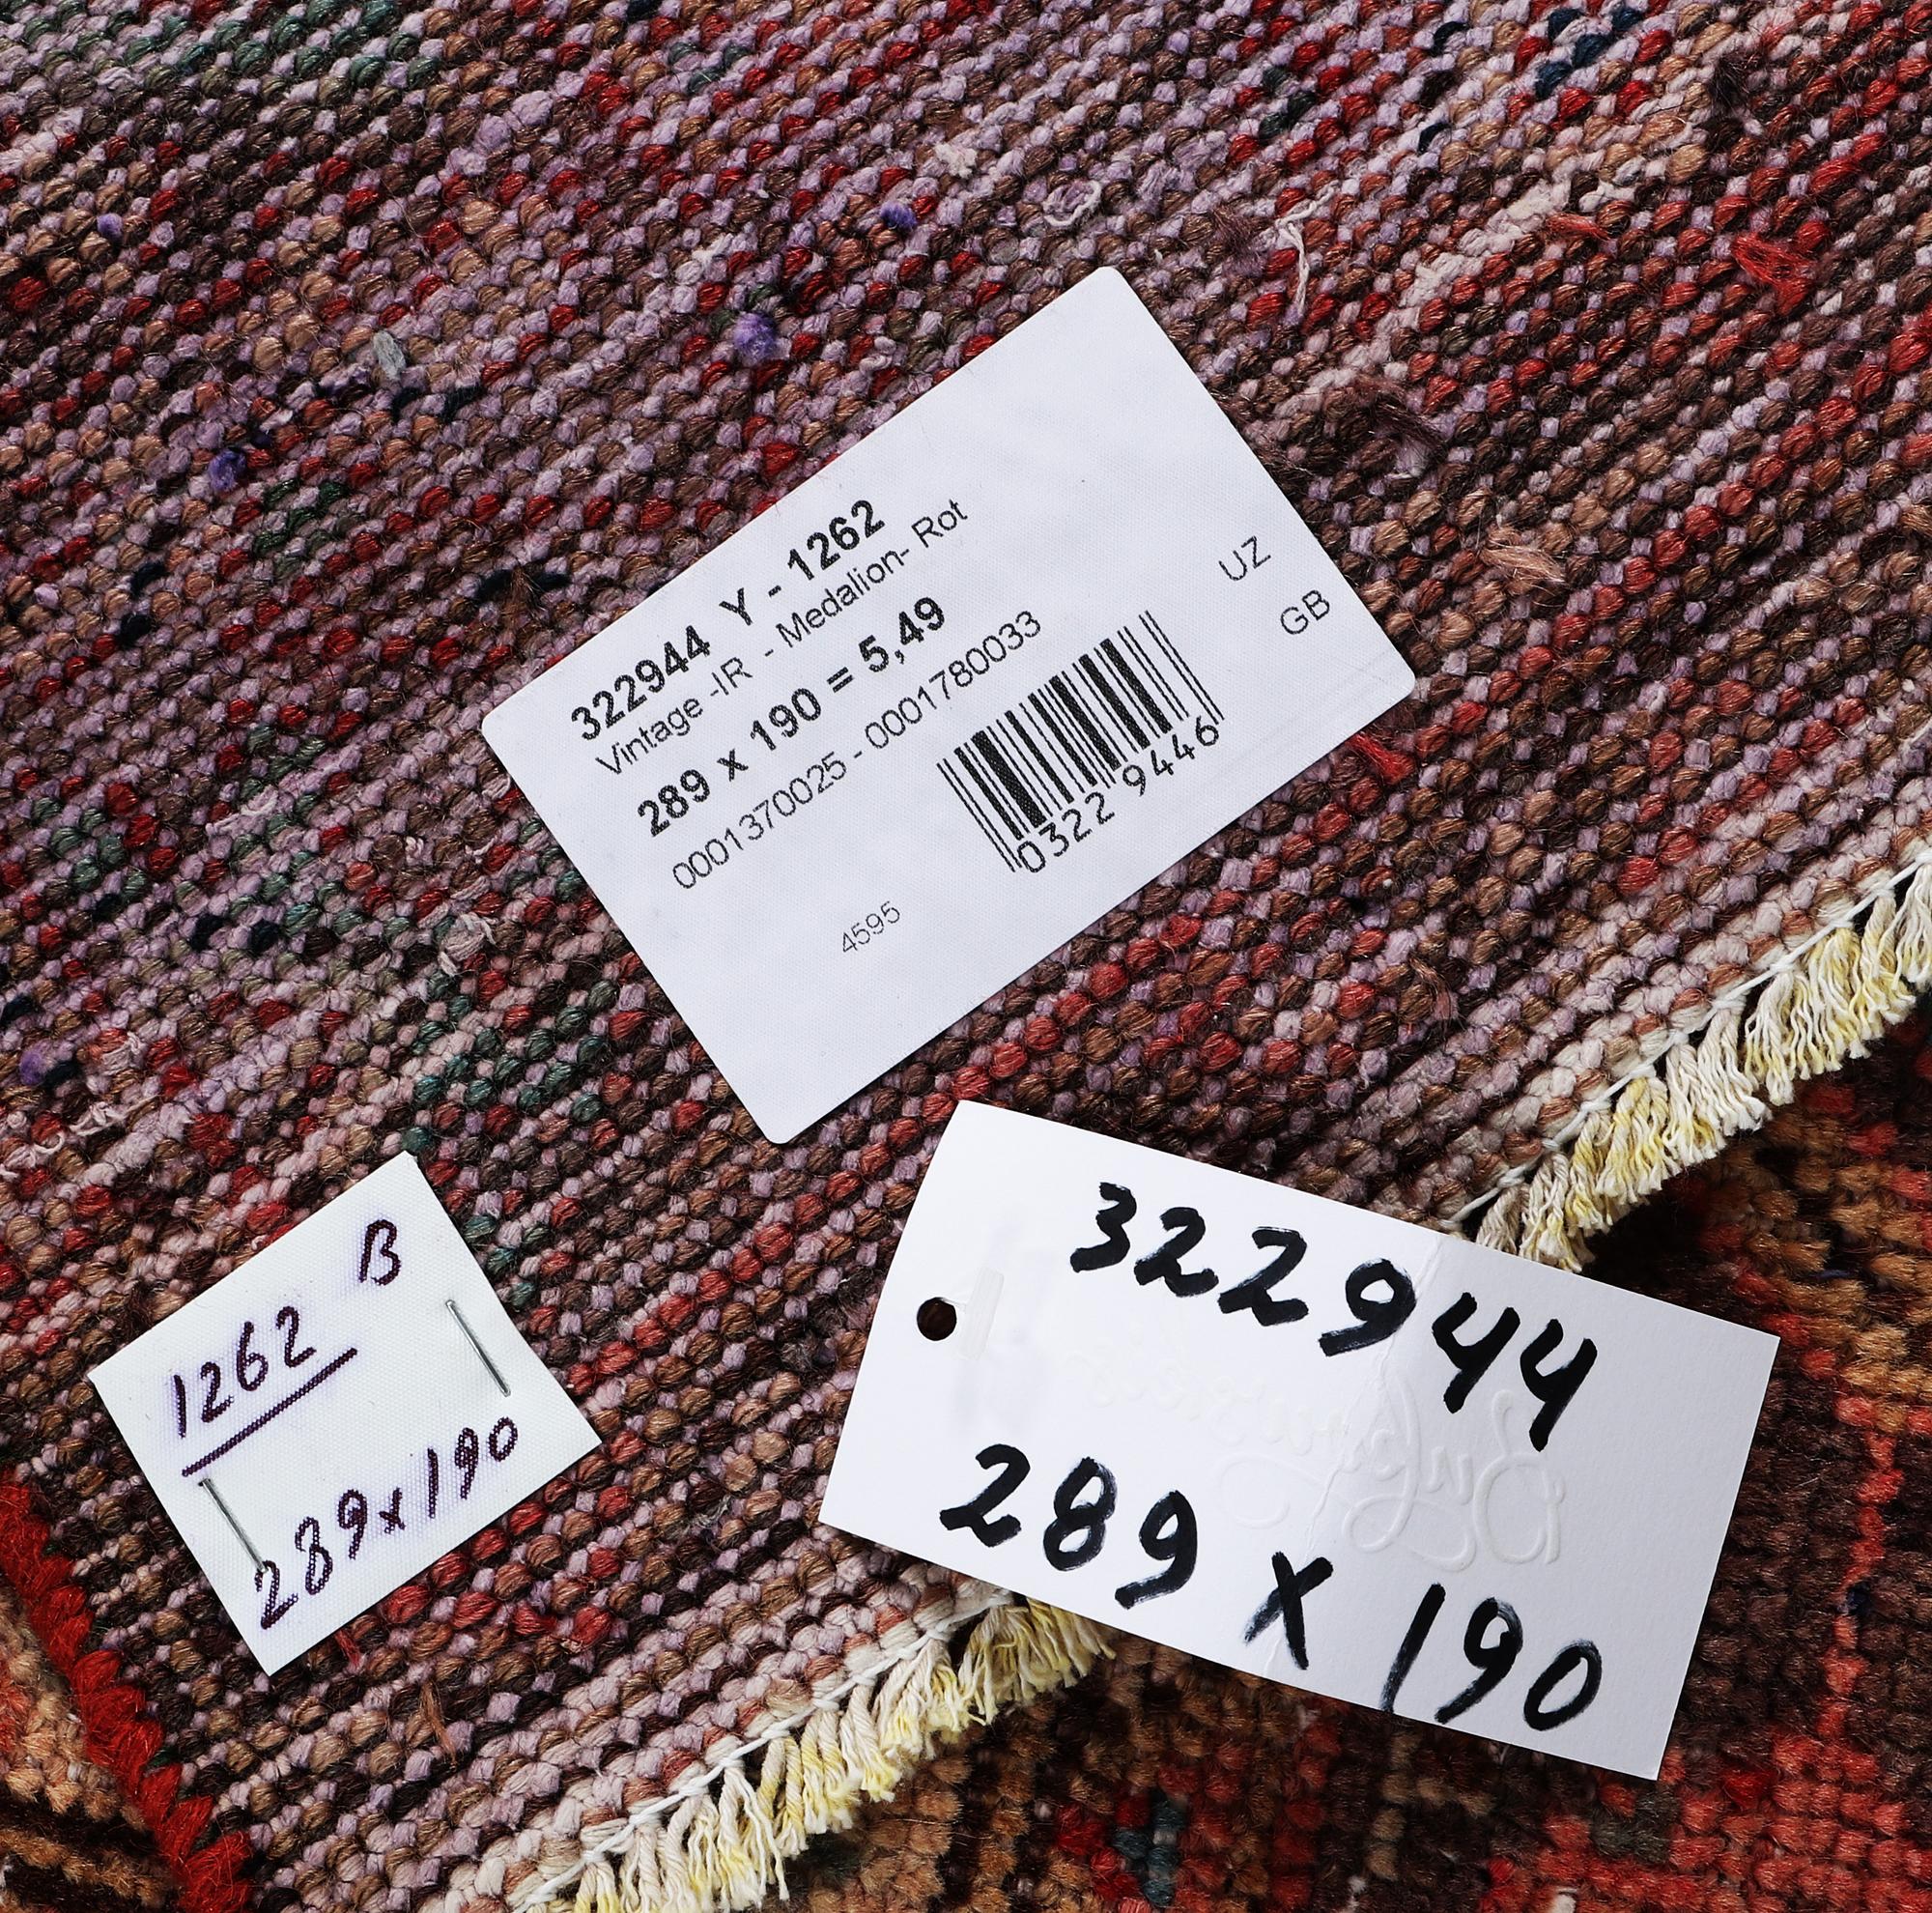 322944 Y - 1262
Vintage -IR - Medalion- Rot
289 x 190 = 5,49
0001370025 - 0001780033
UZ
GB
0322 9446
4595
1262 B
289x190
322944
289 x 190